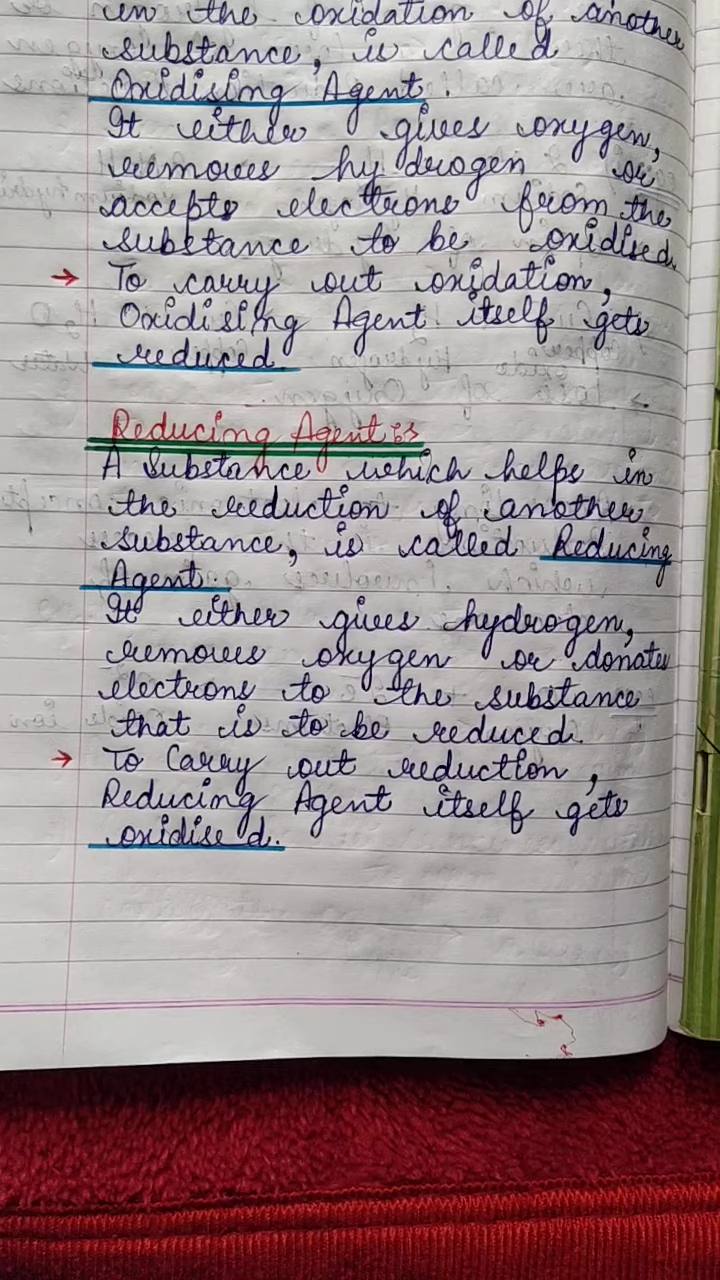 in the oxidation of another
substance, is called
Oxidising Agent.
It either gives oxygen,
removes hydrogen or
accepts electrons from the
substance to be oxidised.
→ To carry out oxidation,
Oxidising Agent itself gets
reduced.
Reducing Agent :→
A substance which helps in
the reduction of another
substance, is called Reducing
Agent.
It either gives hydrogen,
removes oxygen or donates
electrons to the substance
that is to be reduced.
→ To Carry out reduction,
Reducing Agent itself gets
oxidised.